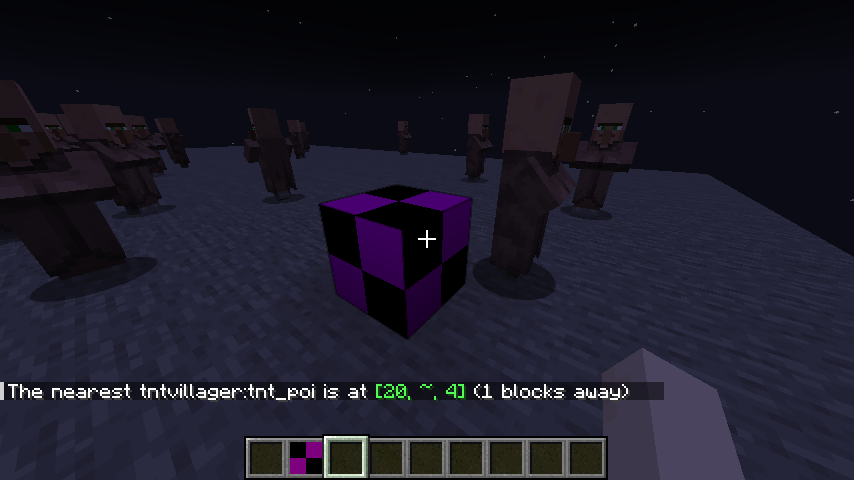 The nearest tntvillager:tnt_poi is at [20, ~, 4] (1 blocks away)